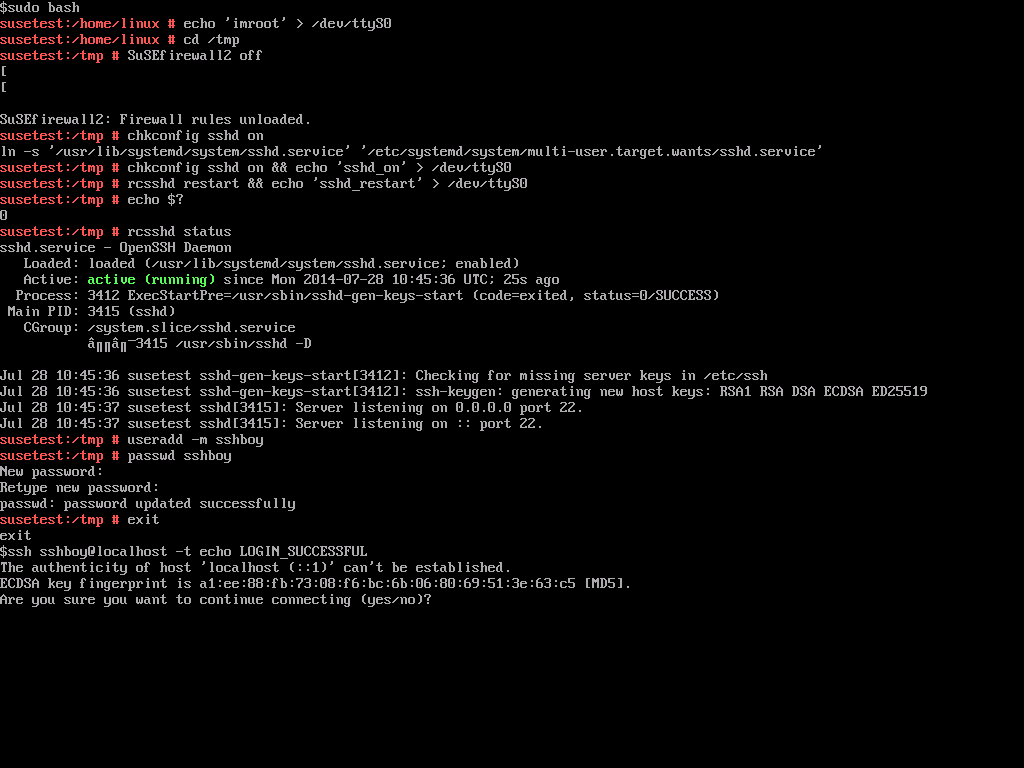 $sudo bash
susetest:/home/linux # echo 'imroot' > /dev/ttyS0
susetest:/home/linux # cd /tmp
susetest:/tmp # SuSEfirewall2 off
[
[
SuSEfirewall2: Firewall rules unloaded.
susetest:/tmp # chkconfig sshd on
ln -s '/usr/lib/systemd/system/sshd.service' '/etc/systemd/system/multi-user.target.wants/sshd.service'
susetest:/tmp # chkconfig sshd on && echo 'sshd_on' > /dev/ttyS0
susetest:/tmp # rcsshd restart && echo 'sshd_restart' > /dev/ttyS0
susetest:/tmp # echo $?
0
susetest:/tmp # rcsshd status
sshd.service - OpenSSH Daemon
   Loaded: loaded (/usr/lib/systemd/system/sshd.service; enabled)
   Active: active (running) since Mon 2014-07-28 10:45:36 UTC; 25s ago
  Process: 3412 ExecStartPre=/usr/sbin/sshd-gen-keys-start (code=exited, status=0/SUCCESS)
 Main PID: 3415 (sshd)
   CGroup: /system.slice/sshd.service
           3415 /usr/sbin/sshd -D
Jul 28 10:45:36 susetest sshd-gen-keys-start[3412]: Checking for missing server keys in /etc/ssh
Jul 28 10:45:36 susetest sshd-gen-keys-start[3412]: ssh-keygen: generating new host keys: RSA1 RSA DSA ECDSA ED25519
Jul 28 10:45:37 susetest sshd[3415]: Server listening on 0.0.0.0 port 22.
Jul 28 10:45:37 susetest sshd[3415]: Server listening on :: port 22.
susetest:/tmp # useradd -m sshboy
susetest:/tmp # passwd sshboy
New password:
Retype new password:
passwd: password updated successfully
susetest:/tmp # exit
exit
$ssh sshboy@localhost -t echo LOGIN_SUCCESSFUL
The authenticity of host 'localhost (::1)' can't be established.
ECDSA key fingerprint is a1:ee:88:fb:73:08:f6:bc:6b:06:80:69:51:3e:63:c5 [MD5].
Are you sure you want to continue connecting (yes/no)?